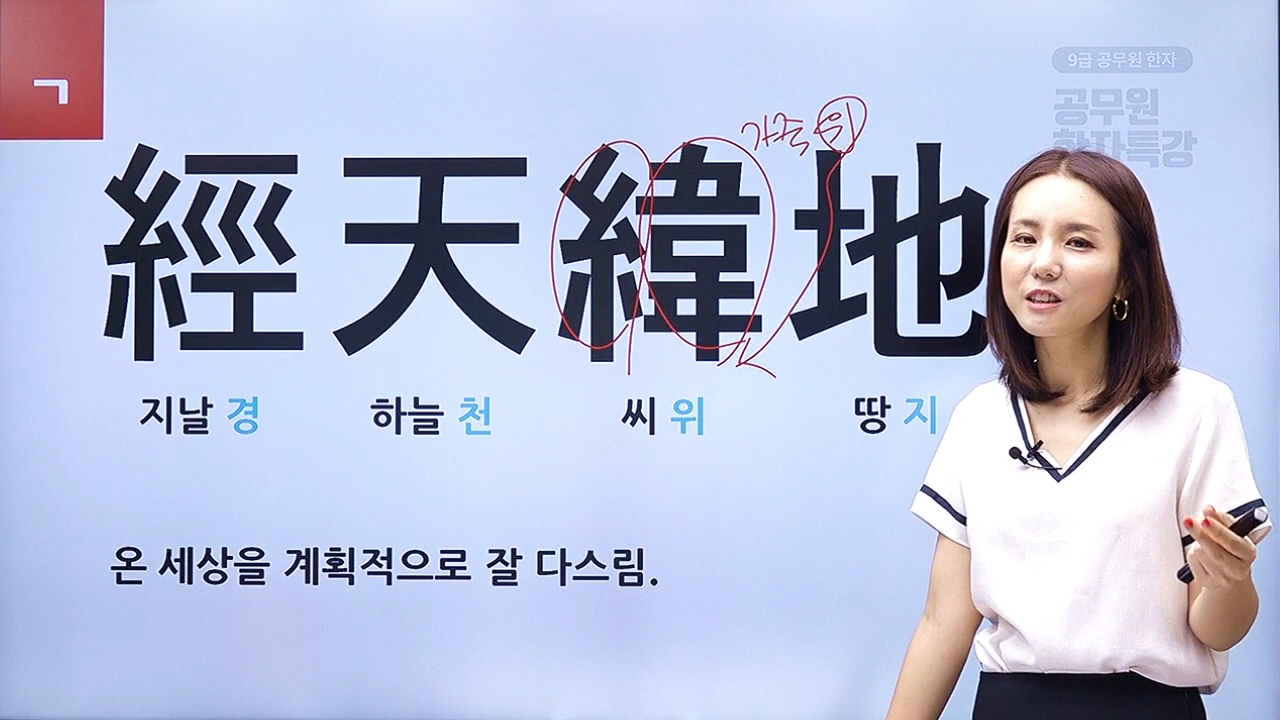 ㄱ
9급 공무원 한자
공무원
한자특강
가죽 위
經天緯地
지날 경 하늘 천 씨 위 땅 지
온 세상을 계획적으로 잘 다스림.